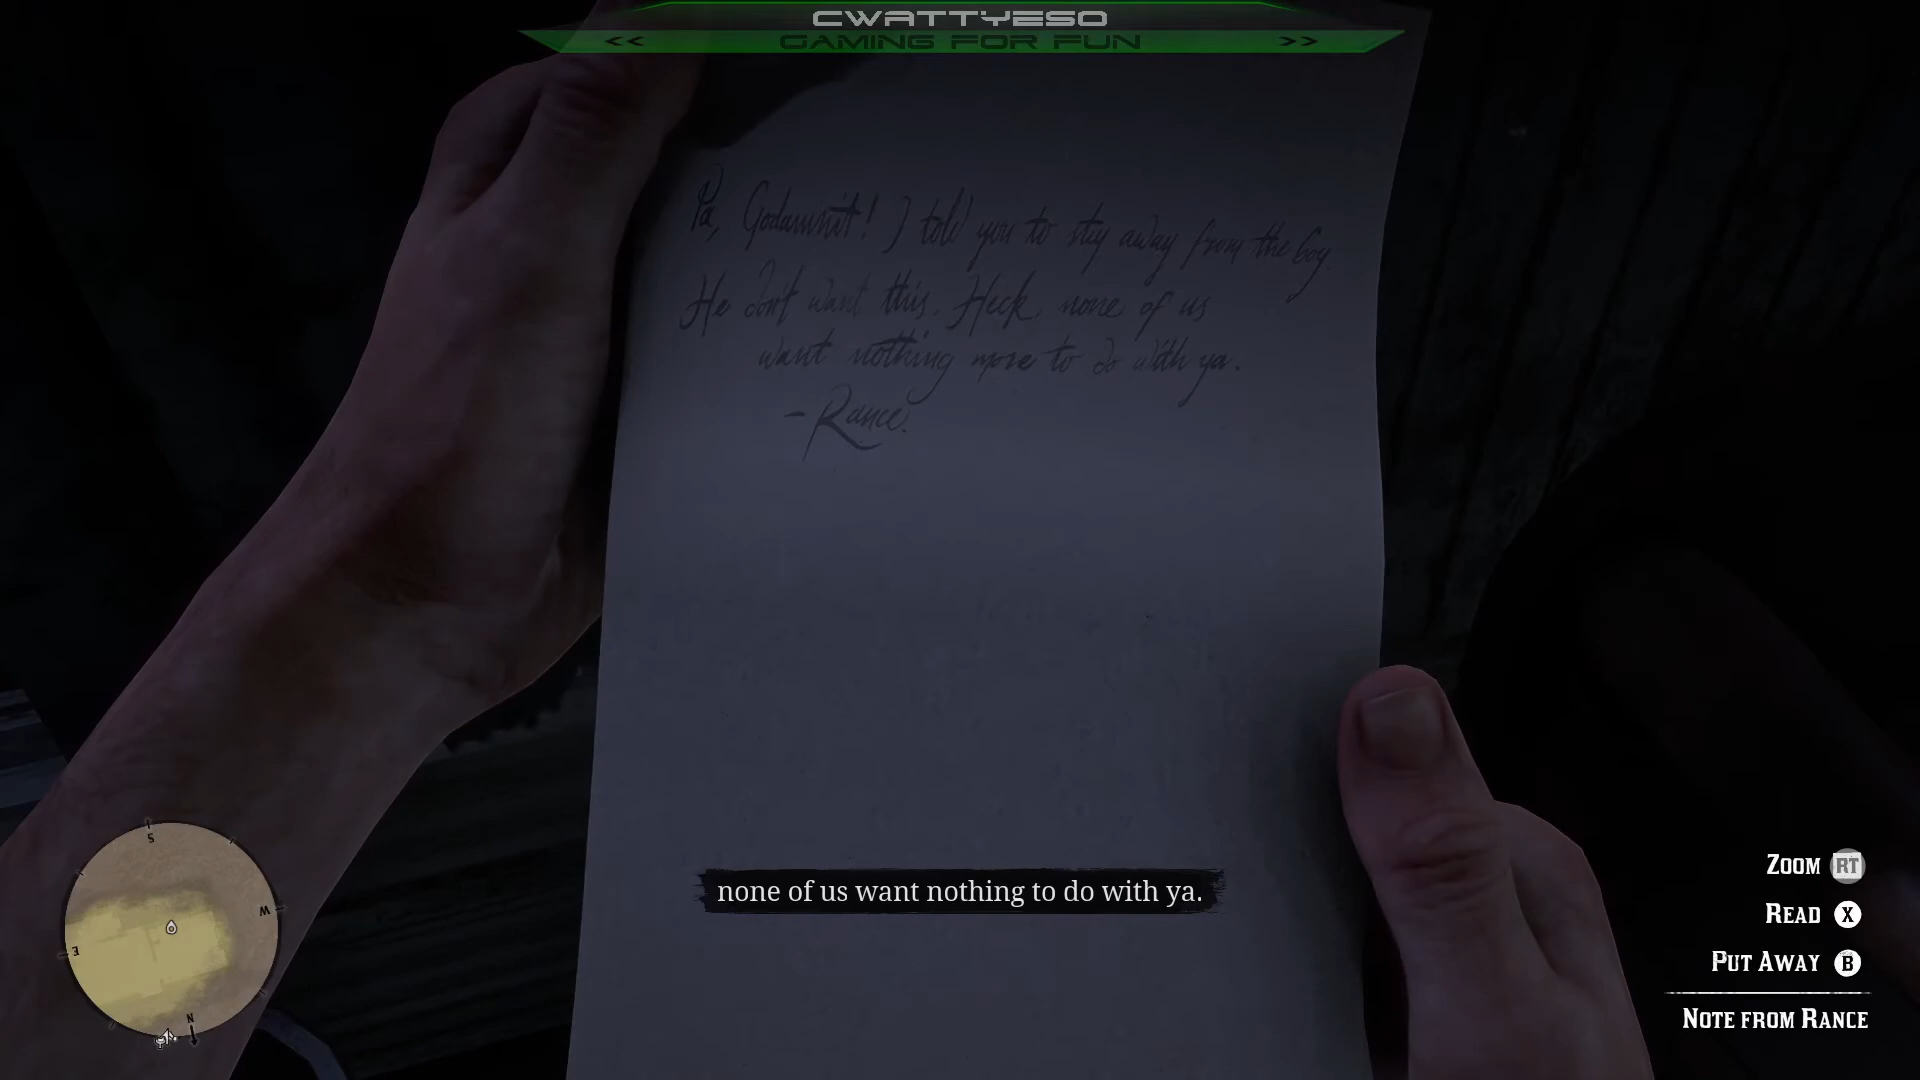 CWATTYESO
<< GAMING FOR FUN >>
Pa, Godamnit! I told you to stay away from the boy.
He don't want this. Heck, none of us
want nothing more to do with ya.
- Rance.
none of us want nothing to do with ya.
S
W
E
N
ZOOM RT
READ X
PUT AWAY B
NOTE FROM RANCE